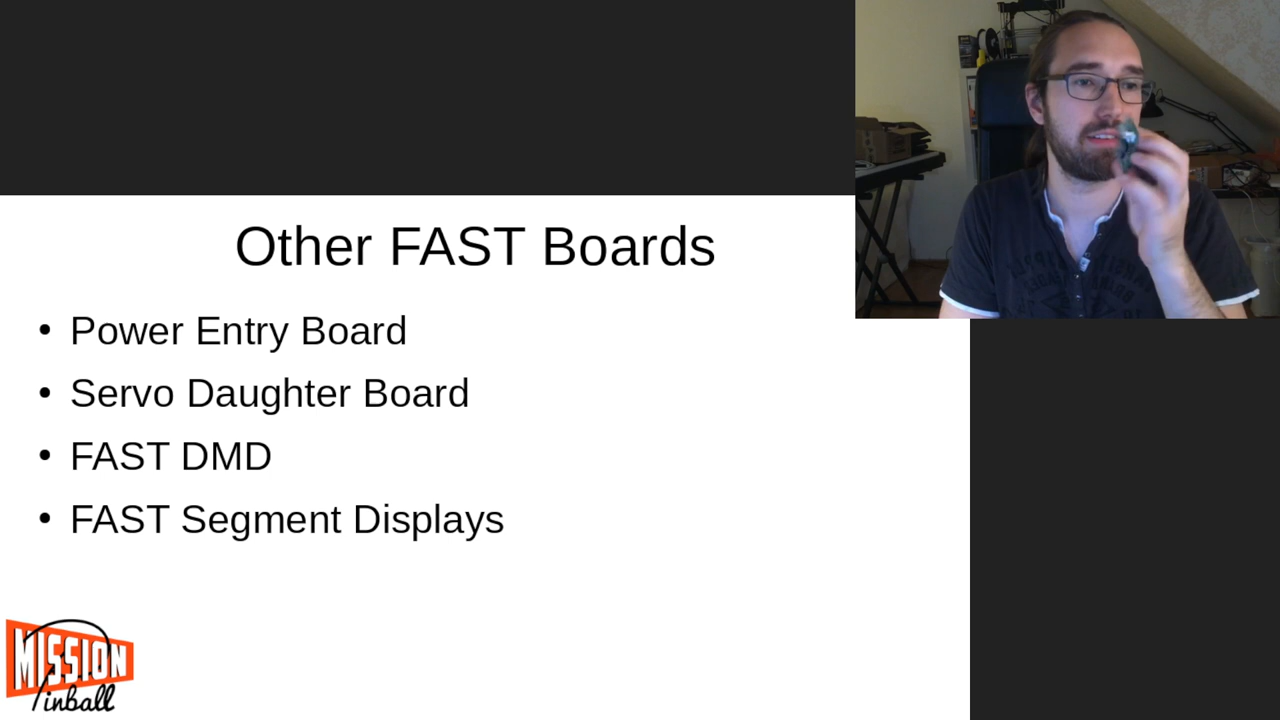 Other FAST Boards
• Power Entry Board
• Servo Daughter Board
• FAST DMD
• FAST Segment Displays
MISSION
Pinball